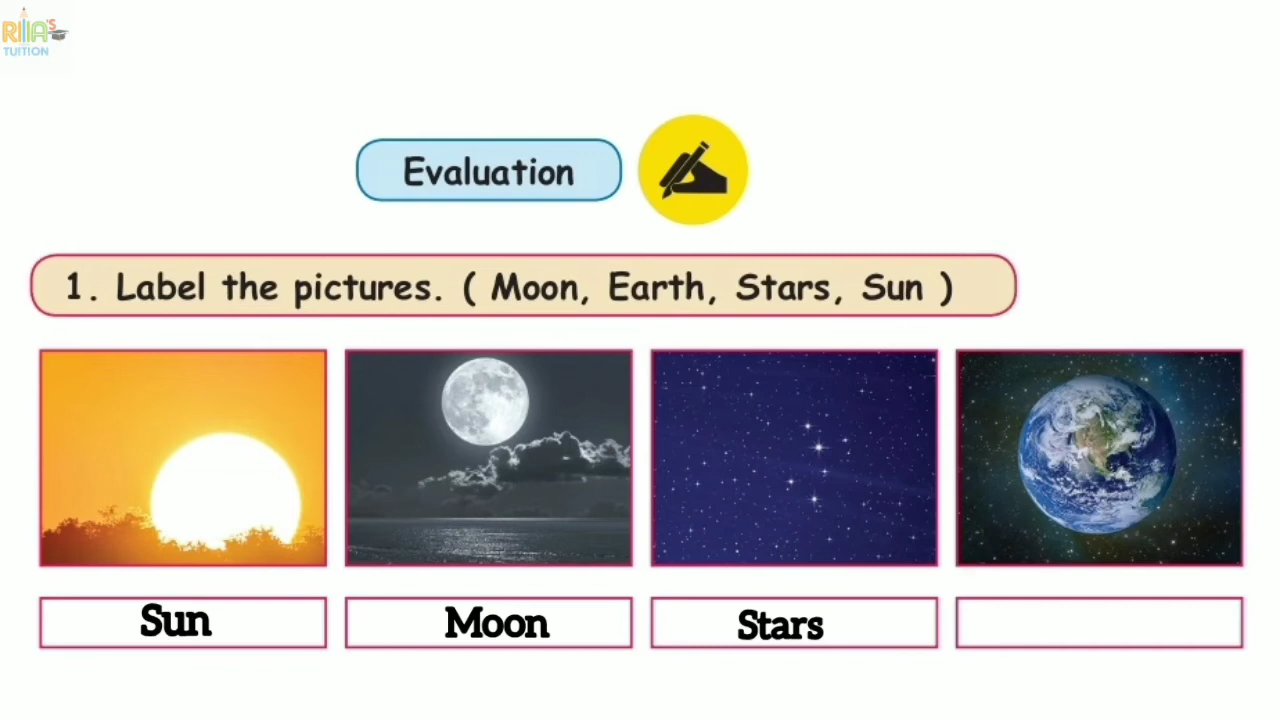 RIIA'S
TUITION
Evaluation
1. Label the pictures. ( Moon, Earth, Stars, Sun )
Sun Moon Stars